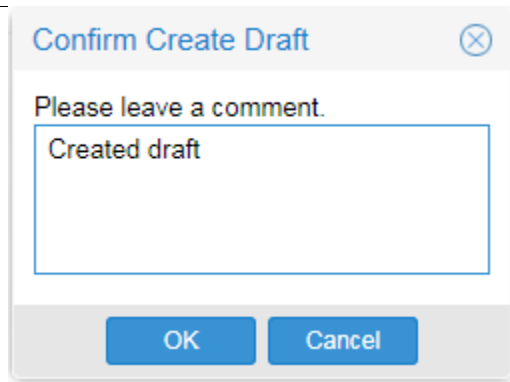 Confirm Create Draft
Please leave a comment.
Created draft
OK Cancel